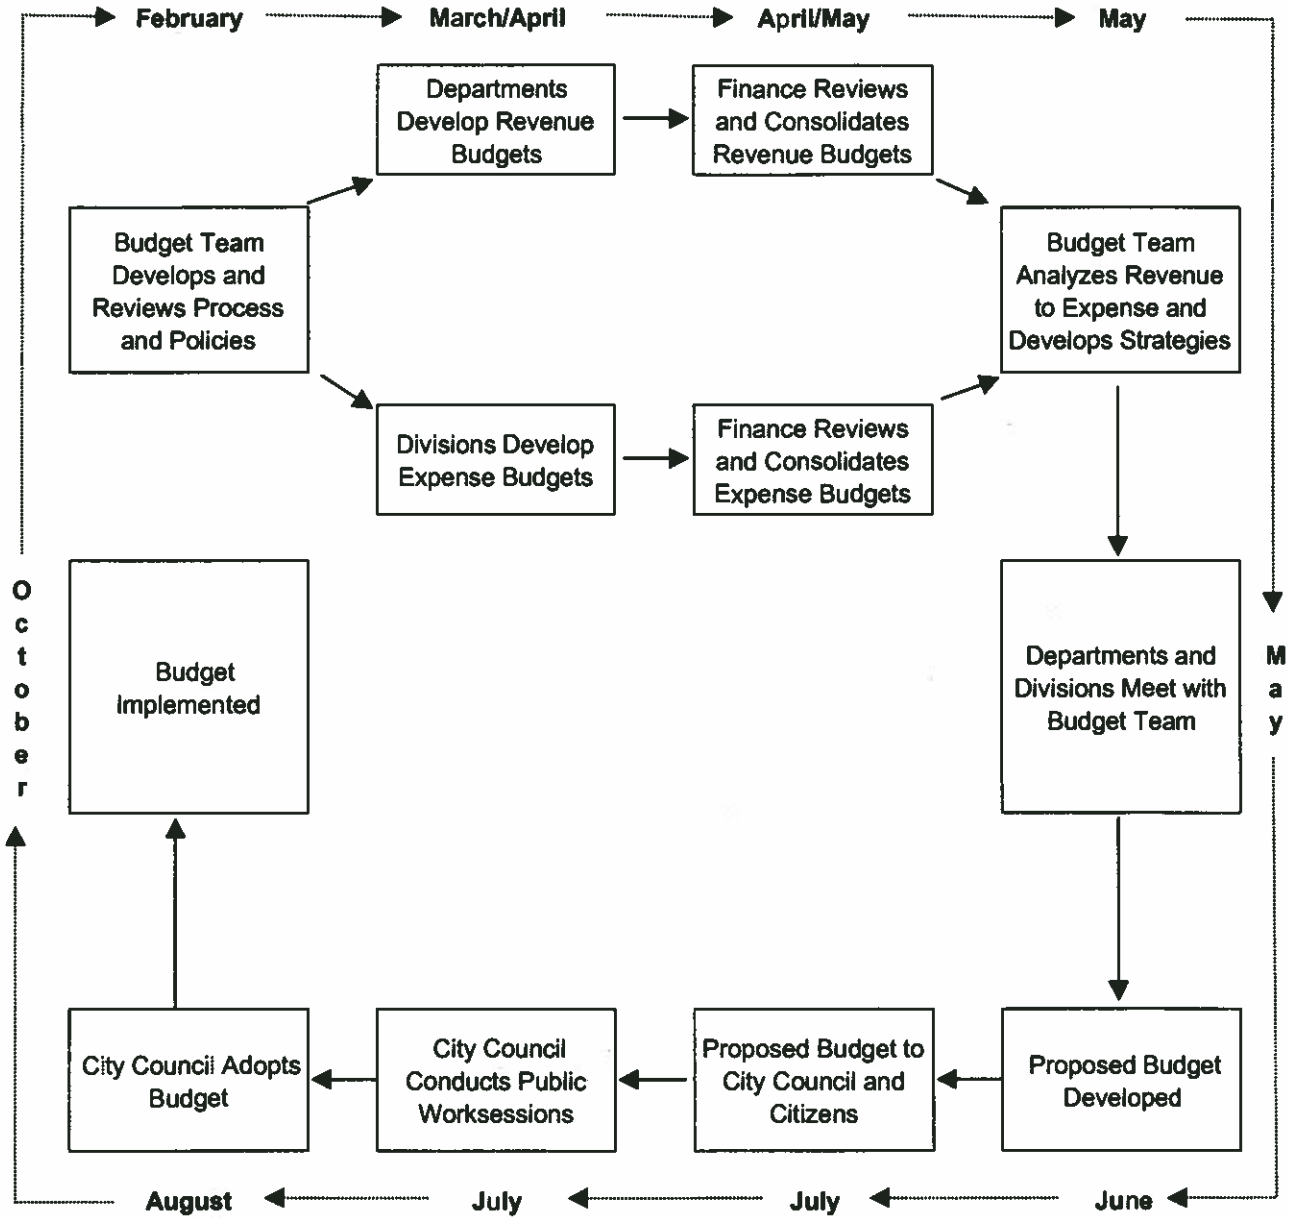 February
March/April
April/May
May
Departments
Develop Revenue
Budgets
Finance Reviews
and Consolidates
Revenue Budgets
Budget Team
Develops and
Reviews Process
and Policies
Budget Team
Analyzes Revenue
to Expense and
Develops Strategies
Divisions Develop
Expense Budgets
Finance Reviews
and Consolidates
Expense Budgets
October
Budget
Implemented
Departments and
Divisions Meet with
Budget Team
May
City Council Adopts
Budget
City Council
Conducts Public
Worksessions
Proposed Budget to
City Council and
Citizens
Proposed Budget
Developed
August
July
July
June